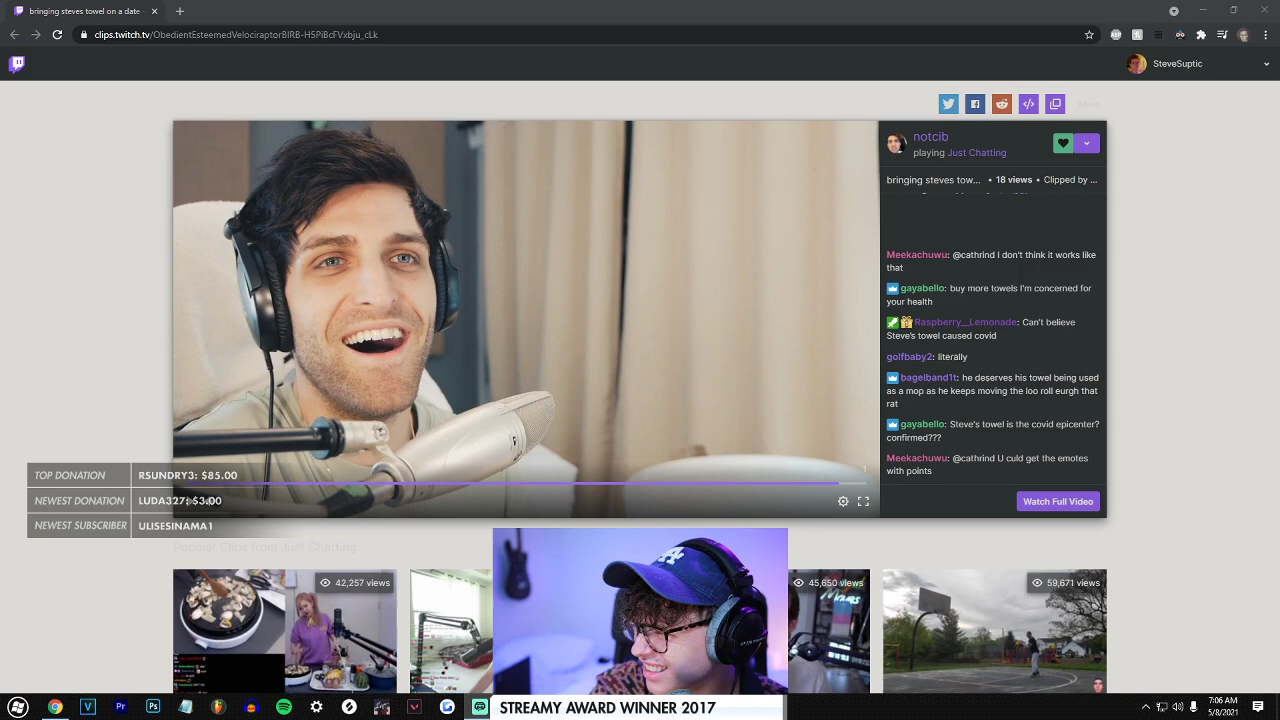 bringing steves towel on a date -
clips.twitch.tv/ObedientEsteemedVelociraptorBIRB-H5PiBcFVxbju_cLk
SteveSuptic
More
notcib
playing Just Chatting
bringing steves tow... • 18 views • Clipped by ...
Meekachuwu: @cathrind I don't think it works like
that
gayabello: buy more towels I'm concerned for
your health
Raspberry__Lemonade: Can't believe
Steve's towel caused covid
golfbaby2: literally
bagelband1t: he deserves his towel being used
as a mop as he keeps moving the loo roll eurgh that
rat
gayabello: Steve's towel is the covid epicenter?
confirmed???
Meekachuwu: @cathrind U culd get the emotes
with points
Watch Full Video
TOP DONATION RSUNDRY3: $85.00
NEWEST DONATION LUDA327: $3.00
NEWEST SUBSCRIBER ULISESINAMA1
Popular Clips from Just Chatting
42,257 views
45,650 views
59,671 views
STREAMY AWARD WINNER 2017
7:06 AM
5/8/2021